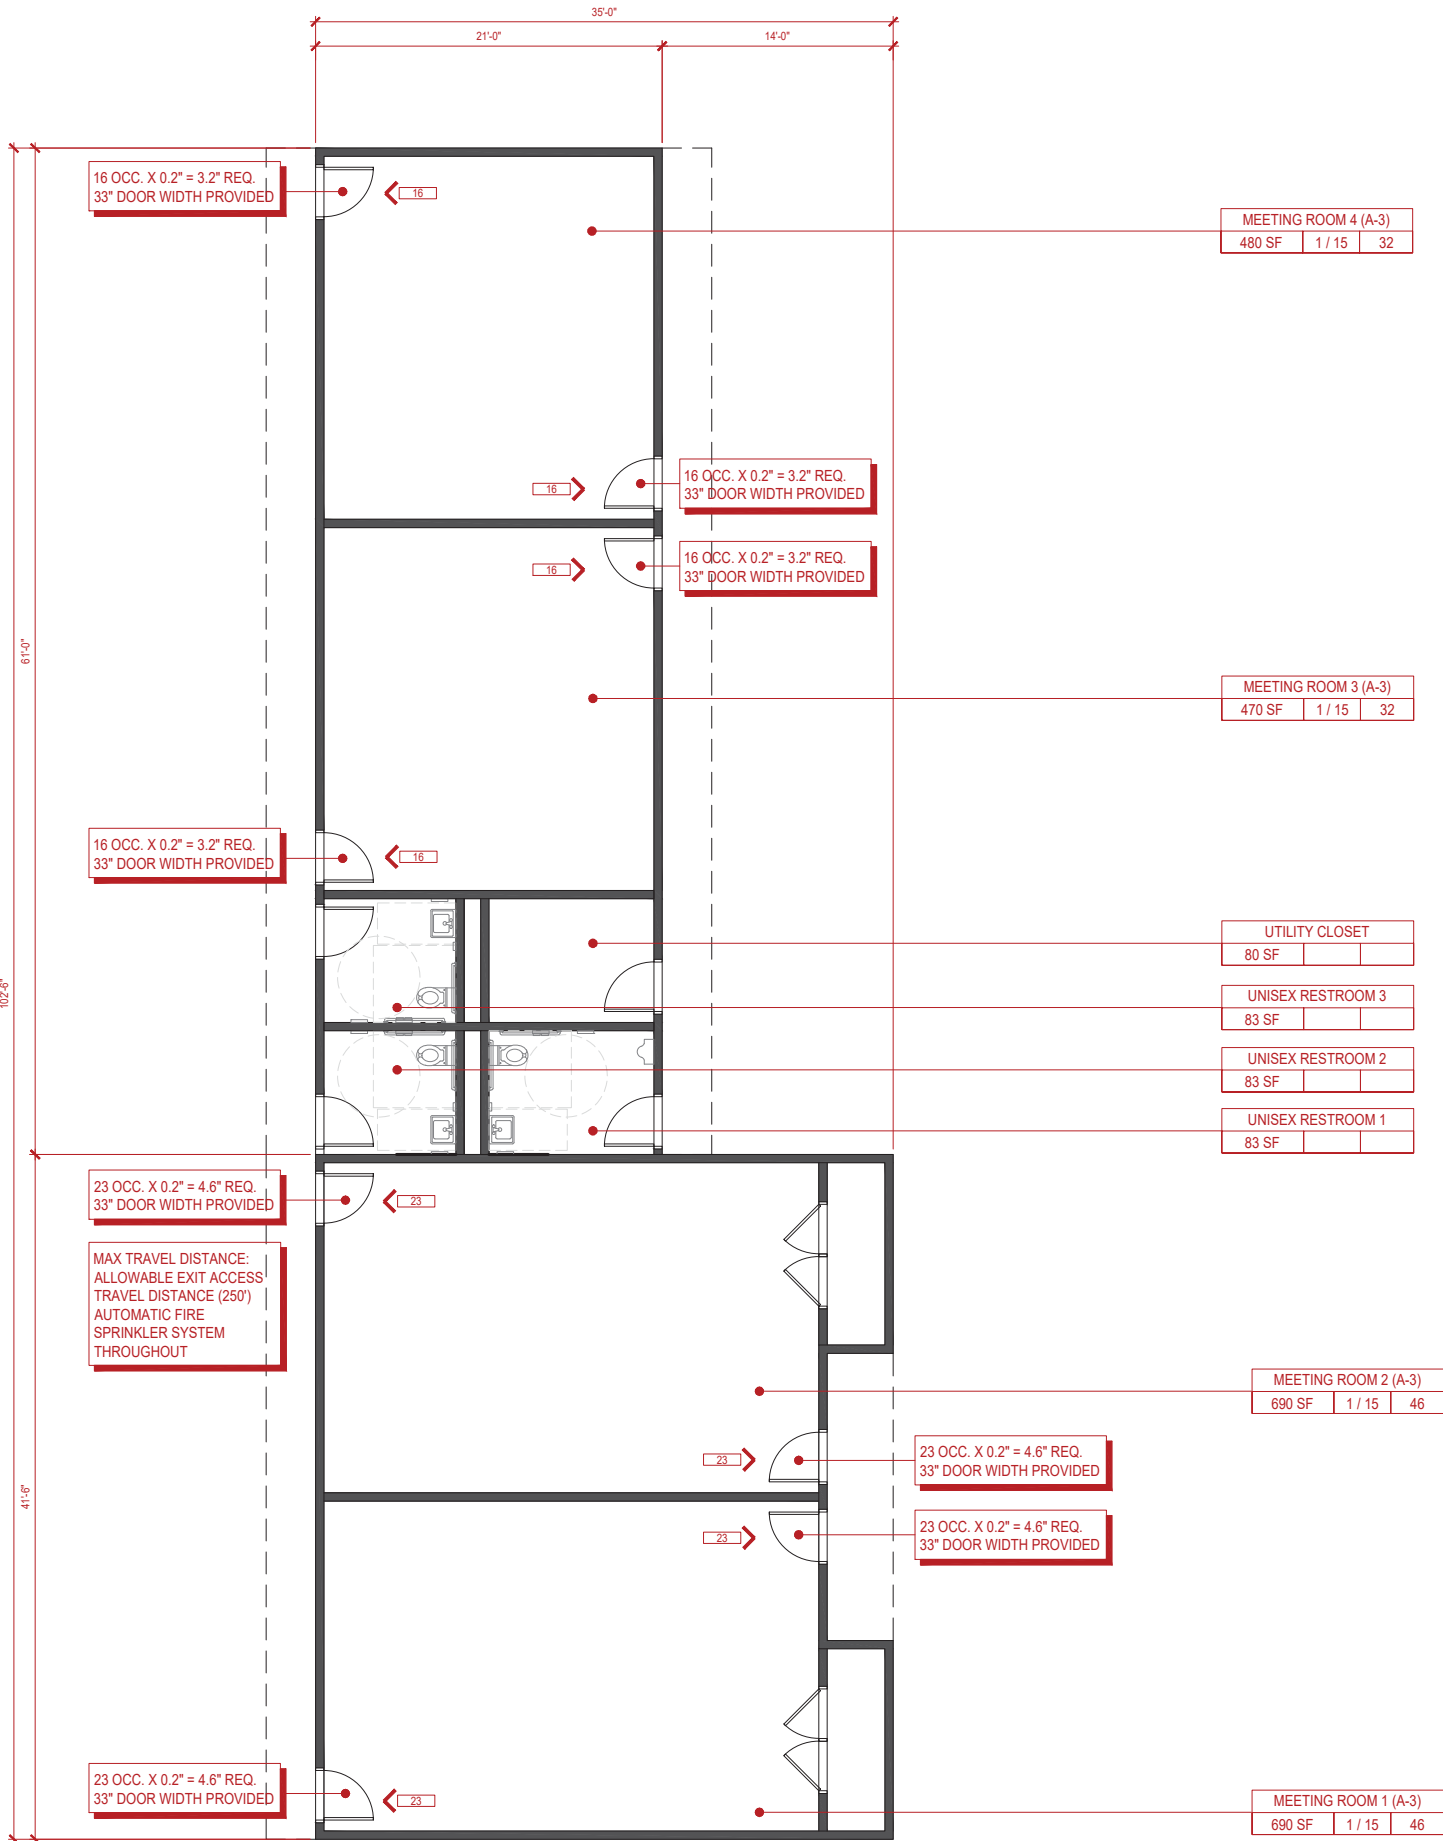 35'-0"
21'-0"
14'-0"
16 OCC. X 0.2" = 3.2" REQ.
33" DOOR WIDTH PROVIDED
16
MEETING ROOM 4 (A-3)
480 SF
1 / 15
32
16
16 OCC. X 0.2" = 3.2" REQ.
33" DOOR WIDTH PROVIDED
16
16 OCC. X 0.2" = 3.2" REQ.
33" DOOR WIDTH PROVIDED
61'-0"
MEETING ROOM 3 (A-3)
470 SF
1 / 15
32
16 OCC. X 0.2" = 3.2" REQ.
33" DOOR WIDTH PROVIDED
16
UTILITY CLOSET
80 SF
102'-6"
UNISEX RESTROOM 3
83 SF
UNISEX RESTROOM 2
83 SF
UNISEX RESTROOM 1
83 SF
23 OCC. X 0.2" = 4.6" REQ.
33" DOOR WIDTH PROVIDED
23
MAX TRAVEL DISTANCE:
ALLOWABLE EXIT ACCESS
TRAVEL DISTANCE (250')
AUTOMATIC FIRE
SPRINKLER SYSTEM
THROUGHOUT
MEETING ROOM 2 (A-3)
690 SF
1 / 15
46
23
23 OCC. X 0.2" = 4.6" REQ.
33" DOOR WIDTH PROVIDED
41'-6"
23
23 OCC. X 0.2" = 4.6" REQ.
33" DOOR WIDTH PROVIDED
23 OCC. X 0.2" = 4.6" REQ.
33" DOOR WIDTH PROVIDED
23
MEETING ROOM 1 (A-3)
690 SF
1 / 15
46